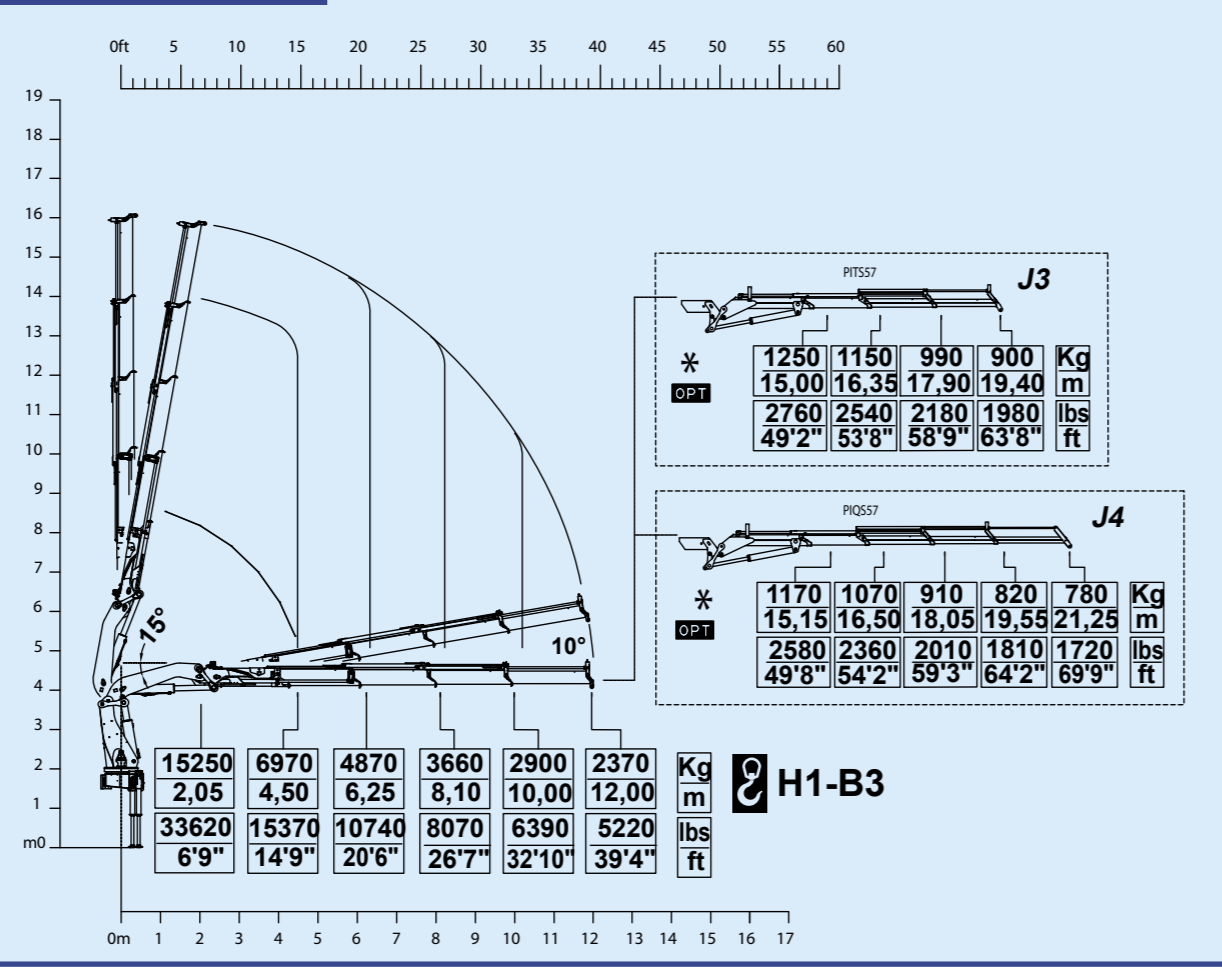 0ft 5 10 15 20 25 30 35 40 45 50 55 60
19
18
17
16
15
14
13
12
11
10
9
8
7
6
5
4
3
2
1
m0
15°
10°
PITS57
J3
*
OPT
1250 1150 990 900 Kg
15,00 16,35 17,90 19,40 m
2760 2540 2180 1980 lbs
49'2" 53'8" 58'9" 63'8" ft
PIQS57
J4
*
OPT
1170 1070 910 820 780 Kg
15,15 16,50 18,05 19,55 21,25 m
2580 2360 2010 1810 1720 lbs
49'8" 54'2" 59'3" 64'2" 69'9" ft
15250 6970 4870 3660 2900 2370 Kg
2,05 4,50 6,25 8,10 10,00 12,00 m
33620 15370 10740 8070 6390 5220 lbs
6'9" 14'9" 20'6" 26'7" 32'10" 39'4" ft
H1-B3
0m 1 2 3 4 5 6 7 8 9 10 11 12 13 14 15 16 17